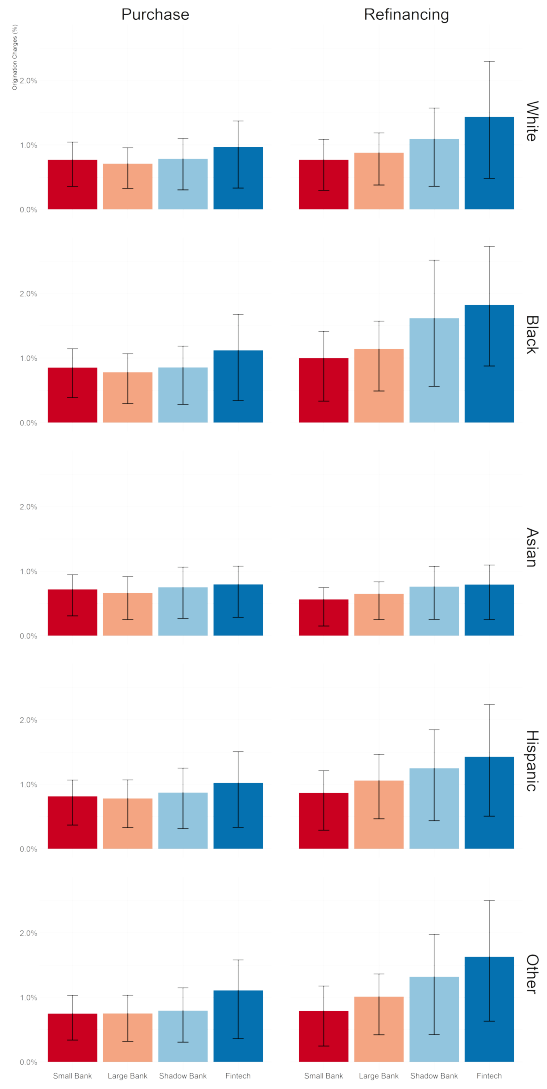 Purchase
Refinancing
Origination Charges (%)
2.0%
1.0%
0.0%
White
2.0%
1.0%
0.0%
Black
2.0%
1.0%
0.0%
Asian
2.0%
1.0%
0.0%
Hispanic
2.0%
1.0%
0.0%
Other
Small Bank Large Bank Shadow Bank Fintech
Small Bank Large Bank Shadow Bank Fintech